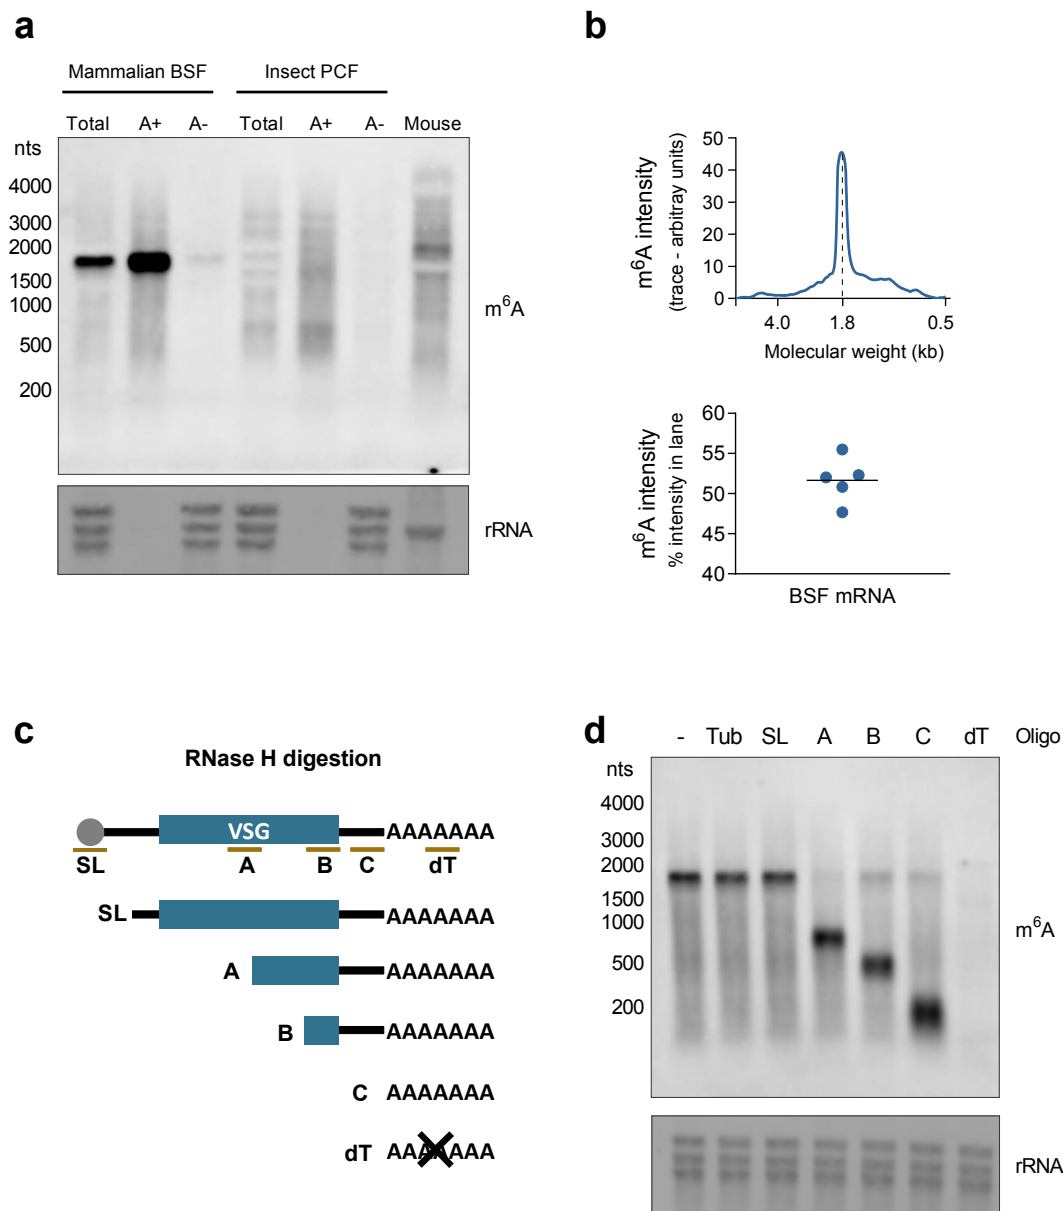 a
Mammalian BSF
Insect PCF
Total A+ A- Total A+ A- Mouse
nts
4000
3000
2000
1500
1000
500
200
m⁶A
rRNA
b
m⁶A intensity
(trace - arbitray units)
50
40
30
20
10
0
4.0 1.8 0.5
Molecular weight (kb)
m⁶A intensity
% intensity in lane
60
55
50
45
40
BSF mRNA
c
RNase H digestion
VSG
AAAAAAA
SL A B C dT
SL AAAAAAA
A AAAAAAA
B AAAAAAA
C AAAAAAA
dT AAAAAAA
d
- Tub SL A B C dT Oligo
nts
4000
3000
2000
1500
1000
500
200
m⁶A
rRNA